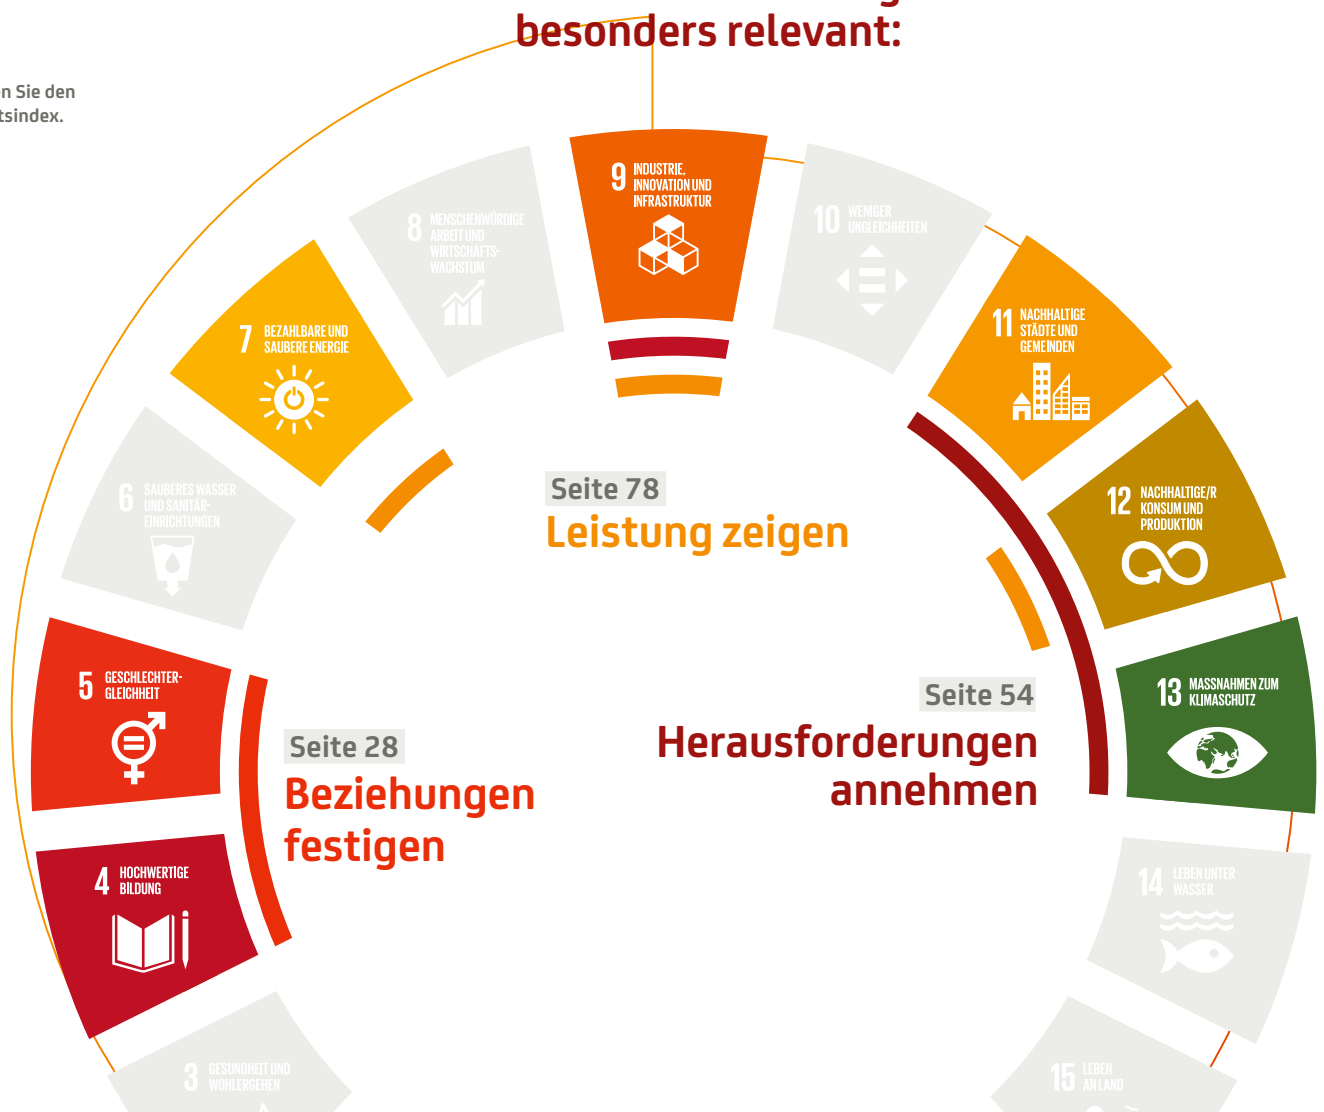 besonders relevant:
n Sie den
tsindex.
9 INDUSTRIE,
INNOVATION UND
INFRASTRUKTUR
8 MENSCHENWÜRDIGE
ARBEIT UND
WIRTSCHAFTS-
WACHSTUM
10 WENIGER
UNGLEICHHEITEN
7 BEZAHLBARE UND
SAUBERE ENERGIE
11 NACHHALTIGE
STÄDTE UND
GEMEINDEN
6 SAUBERES WASSER
UND SANITÄR-
EINRICHTUNGEN
12 NACHHALTIGE/R
KONSUM UND
PRODUKTION
Seite 78
Leistung zeigen
5 GESCHLECHTER-
GLEICHHEIT
13 MASSNAHMEN ZUM
KLIMASCHUTZ
Seite 54
Herausforderungen
annehmen
Seite 28
Beziehungen
festigen
4 HOCHWERTIGE
BILDUNG
14 LEBEN UNTER
WASSER
3 GESUNDHEIT UND
WOHLERGEHEN
15 LEBEN
AN LAND